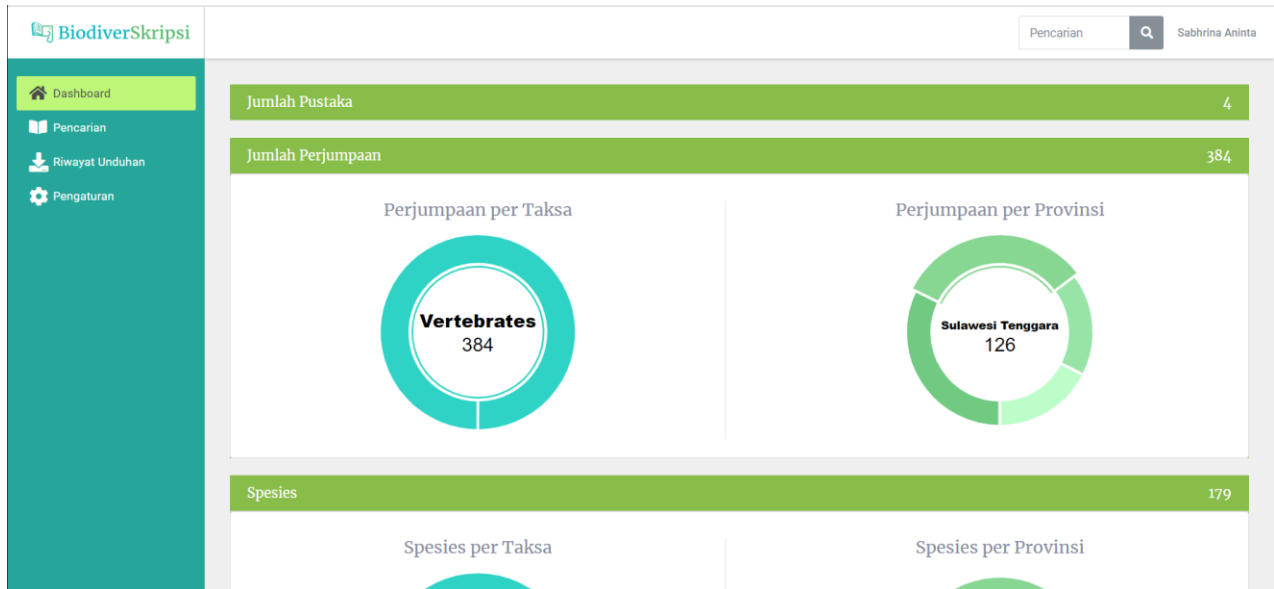 BiodiverSkripsi
Pencarian
Sabhrina Aninta
Dashboard
Pencarian
Riwayat Unduhan
Pengaturan
Jumlah Pustaka 4
Jumlah Perjumpaan 384
Perjumpaan per Taksa
Perjumpaan per Provinsi
Vertebrates
384
Sulawesi Tenggara
126
Spesies 179
Spesies per Taksa
Spesies per Provinsi